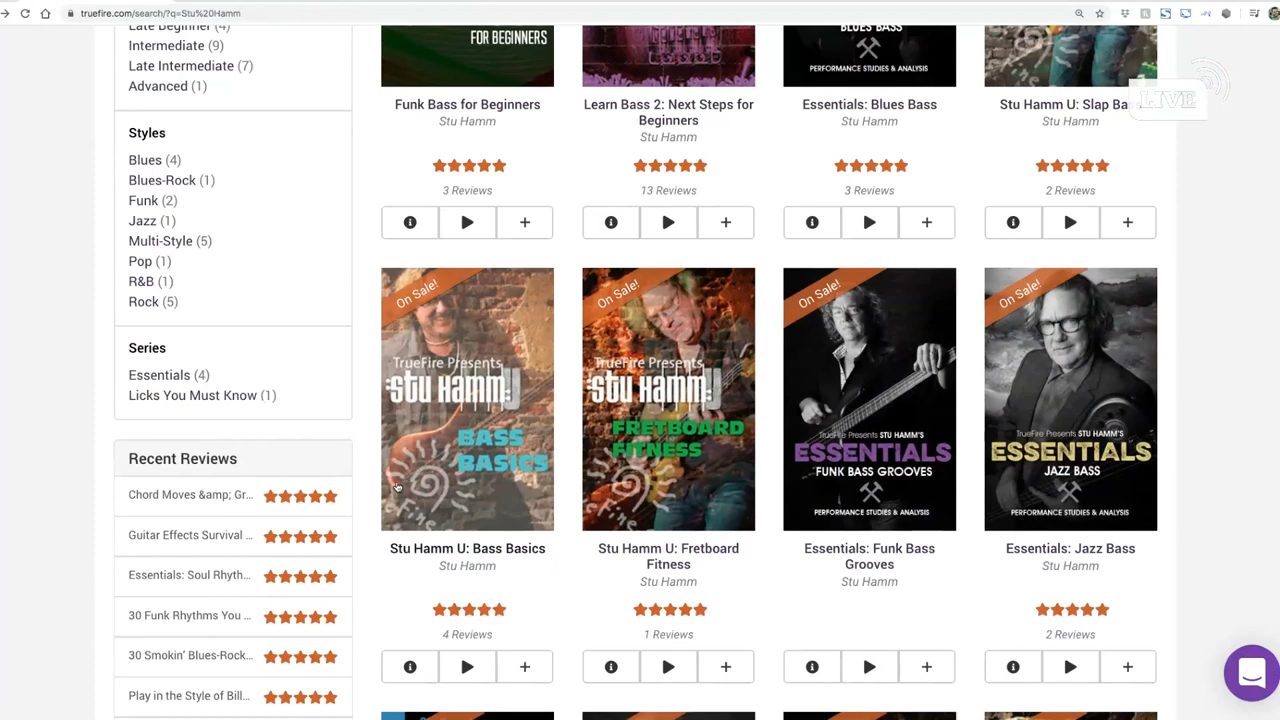 truefire.com/search/?q=Stu%20Hamm
Late Beginner (4)
Intermediate (9)
Late Intermediate (7)
Advanced (1)
Styles
Blues (4)
Blues-Rock (1)
Funk (2)
Jazz (1)
Multi-Style (5)
Pop (1)
R&B (1)
Rock (5)
Series
Essentials (4)
Licks You Must Know (1)
Recent Reviews
Chord Moves &amp; Gr...
Guitar Effects Survival ...
Essentials: Soul Rhyth...
30 Funk Rhythms You ...
30 Smokin' Blues-Rock...
Play in the Style of Bill...
FOR BEGINNERS
BLUES BASS
PERFORMANCE STUDIES & ANALYSIS
LIVE
Funk Bass for Beginners
Stu Hamm
3 Reviews
Learn Bass 2: Next Steps for
Beginners
Stu Hamm
13 Reviews
Essentials: Blues Bass
Stu Hamm
3 Reviews
Stu Hamm U: Slap Ba
Stu Hamm
2 Reviews
On Sale!
TrueFire Presents
Stu Hamm U
BASS
BASICS
Stu Hamm U: Bass Basics
Stu Hamm
4 Reviews
On Sale!
TrueFire Presents
Stu Hamm U
FRETBOARD
FITNESS
Stu Hamm U: Fretboard
Fitness
Stu Hamm
1 Reviews
On Sale!
TrueFire Presents STU HAMM'S
ESSENTIALS
FUNK BASS GROOVES
PERFORMANCE STUDIES & ANALYSIS
Essentials: Funk Bass
Grooves
Stu Hamm
On Sale!
TrueFire Presents STU HAMM'S
ESSENTIALS
JAZZ BASS
PERFORMANCE STUDIES & ANALYSIS
Essentials: Jazz Bass
Stu Hamm
2 Reviews